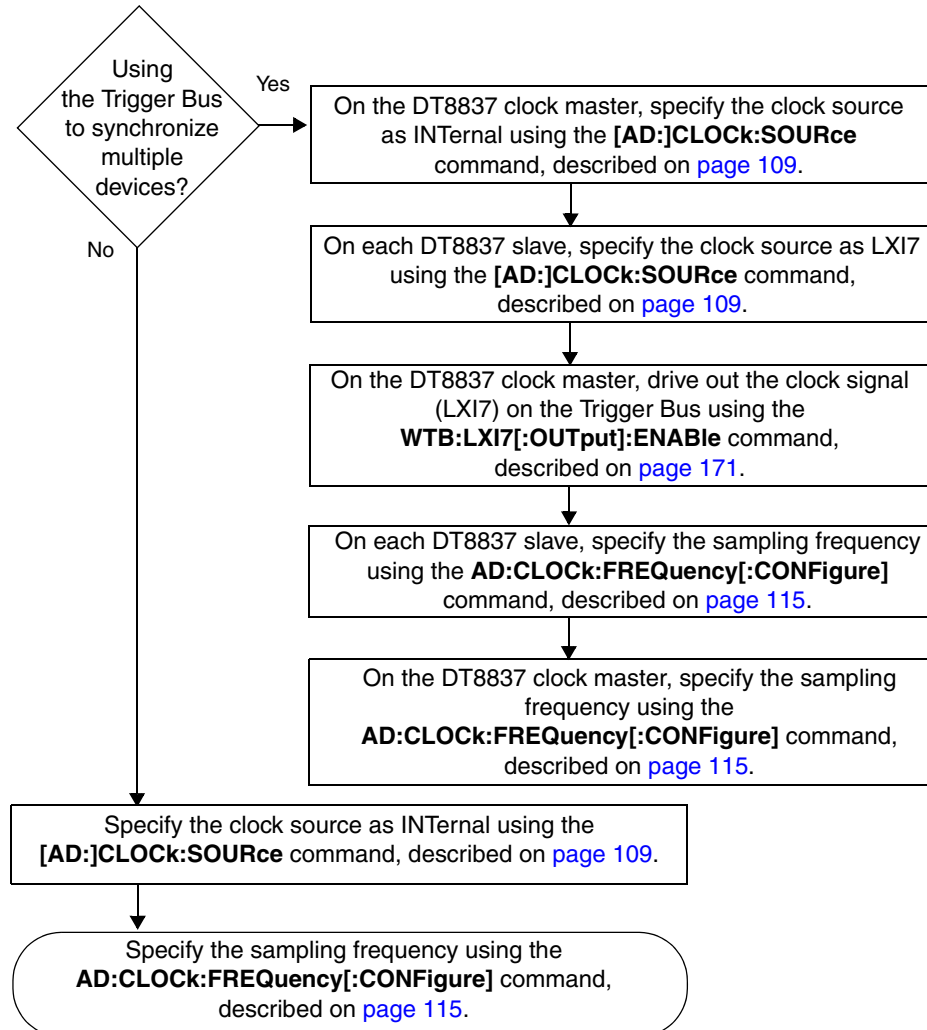 Using
the Trigger Bus
to synchronize
multiple
devices?
Yes
No
On the DT8837 clock master, specify the clock source
as INTernal using the [AD:]CLOCk:SOURce
command, described on page 109.
On each DT8837 slave, specify the clock source as LXI7
using the [AD:]CLOCk:SOURce command,
described on page 109.
On the DT8837 clock master, drive out the clock signal
(LXI7) on the Trigger Bus using the
WTB:LXI7[:OUTput]:ENABle command,
described on page 171.
On each DT8837 slave, specify the sampling frequency
using the AD:CLOCk:FREQuency[:CONFigure]
command, described on page 115.
On the DT8837 clock master, specify the sampling
frequency using the
AD:CLOCk:FREQuency[:CONFigure] command,
described on page 115.
Specify the clock source as INTernal using the
[AD:]CLOCk:SOURce command, described on page 109.
Specify the sampling frequency using the
AD:CLOCk:FREQuency[:CONFigure] command,
described on page 115.